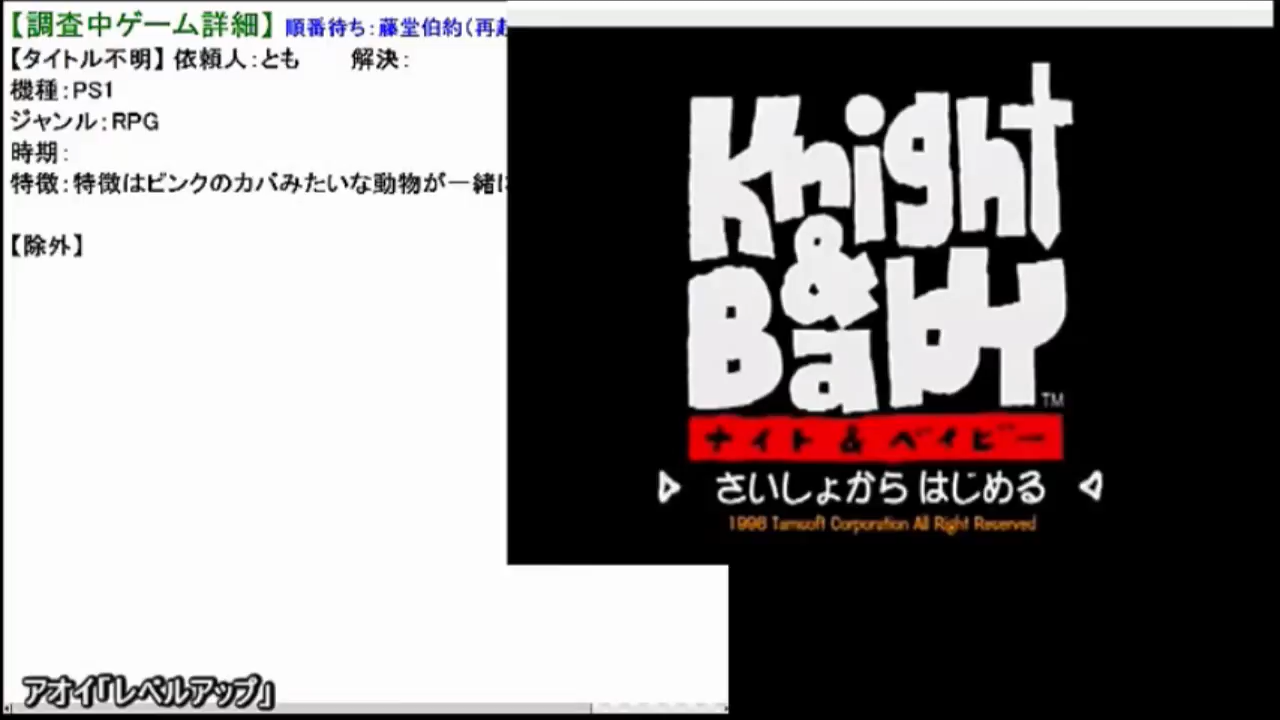 【調査中ゲーム詳細】 順番待ち:藤堂伯約(再
【タイトル不明】 依頼人:とも 解決:
機種:PS1
ジャンル:RPG
時期:
特徴:特徴はピンクのカバみたいな動物が一緒に
【除外】
Knight
&
Baby TM
ナイト & ベイビー
さいしょから はじめる
1998 Tamsoft Corporation All Right Reserved
アオイ「レベルアップ」